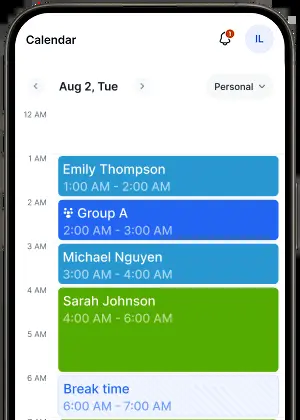 Calendar
1
IL
Aug 2, Tue
Personal
12 AM
1 AM
Emily Thompson
1:00 AM - 2:00 AM
2 AM
Group A
2:00 AM - 3:00 AM
3 AM
Michael Nguyen
3:00 AM - 4:00 AM
4 AM
Sarah Johnson
4:00 AM - 6:00 AM
5 AM
6 AM
Break time
6:00 AM - 7:00 AM